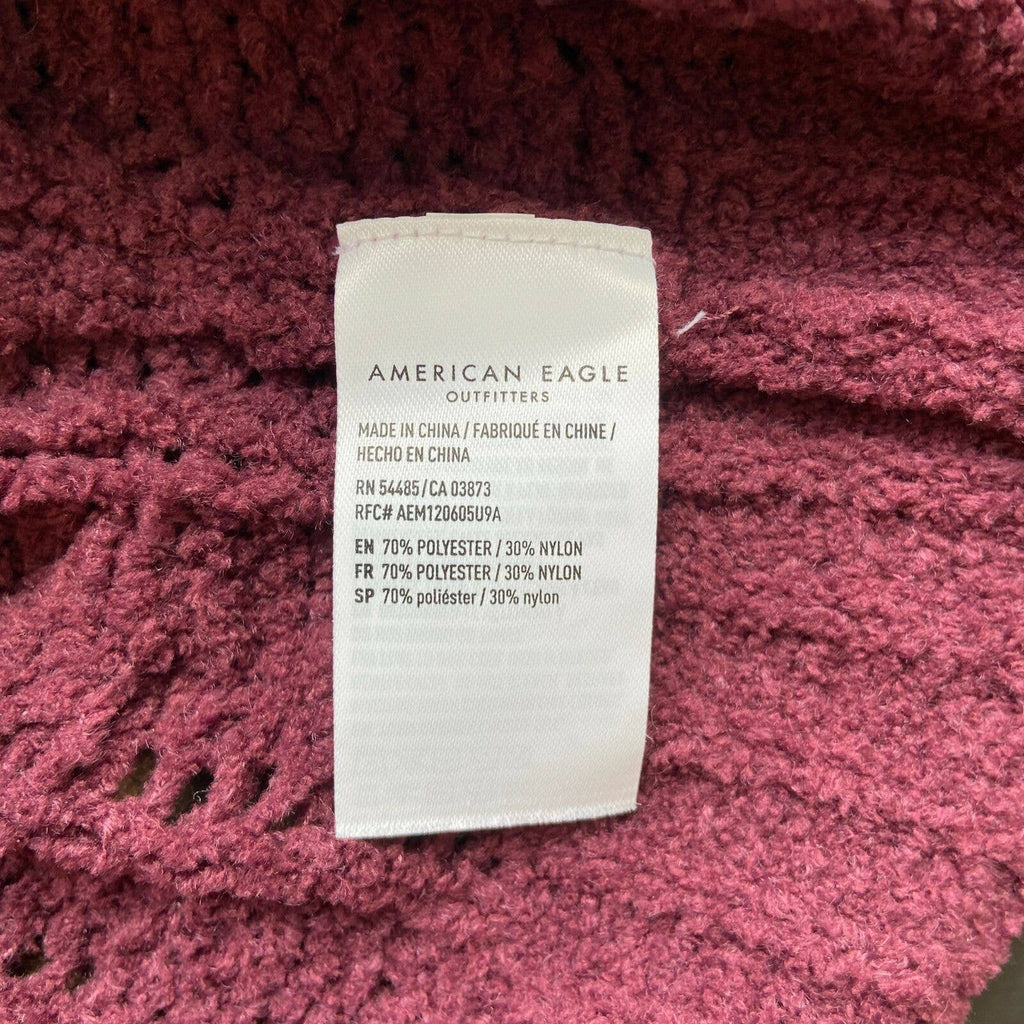 AMERICAN EAGLE
OUTFITTERS
MADE IN CHINA / FABRIQUÉ EN CHINE /
HECHO EN CHINA
RN 54485/CA 03873
RFC# AEM120605U9A
EN 70% POLYESTER / 30% NYLON
FR 70% POLYESTER / 30% NYLON
SP 70% poliéster / 30% nylon